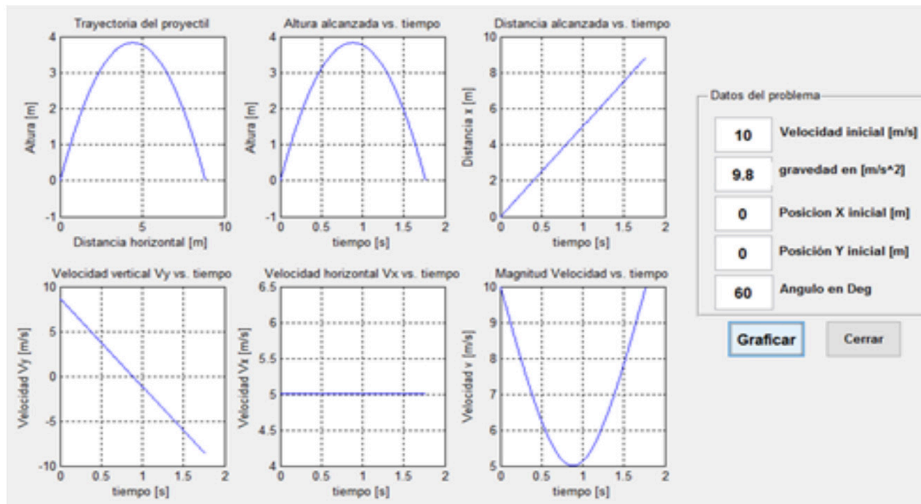 Trayectoria del proyectil
4
3
2
1
0
-1
Altura [m]
0
5
10
Distancia horizontal [m]
Altura alcanzada vs. tiempo
4
3
2
1
0
-1
Altura [m]
0
0.5
1
1.5
2
tiempo [s]
Distancia alcanzada vs. tiempo
10
8
6
4
2
0
Distancia x [m]
0
0.5
1
1.5
2
tiempo [s]
Velocidad vertical Vy vs. tiempo
10
5
0
-5
-10
Velocidad Vy [m/s]
0
0.5
1
1.5
2
tiempo [s]
Velocidad horizontal Vx vs. tiempo
6.5
6
5.5
5
4.5
4
Velocidad Vx [m/s]
0
0.5
1
1.5
2
tiempo [s]
Magnitud Velocidad vs. tiempo
10
9
8
7
6
5
Velocidad v [m/s]
0
0.5
1
1.5
2
tiempo [s]
Datos del problema
10 Velocidad inicial [m/s]
9.8 gravedad en [m/s^2]
0 Posicion X inicial [m]
0 Posición Y inicial [m]
60 Angulo en Deg
Graficar Cerrar